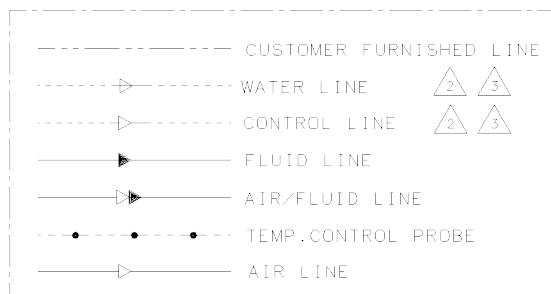 CUSTOMER FURNISHED LINE
WATER LINE 2 3
CONTROL LINE 2 3
FLUID LINE
AIR/FLUID LINE
TEMP.CONTROL PROBE
AIR LINE